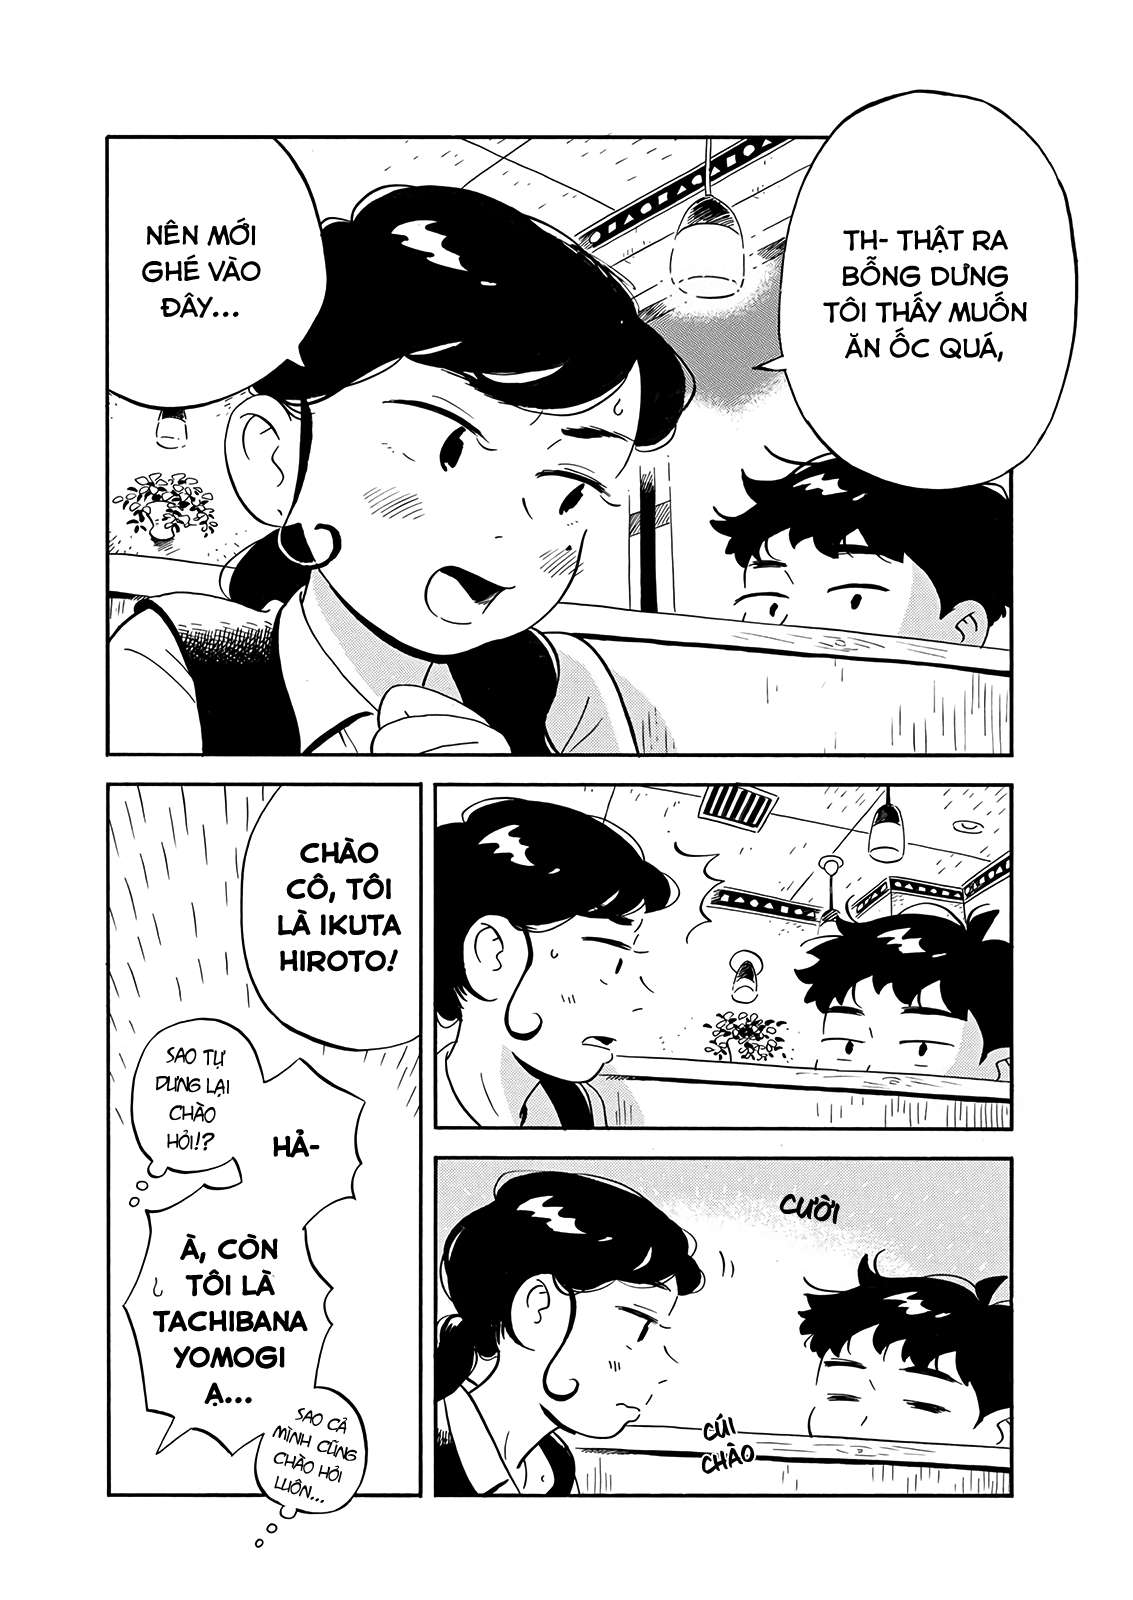 TH- THẬT RA
BỖNG DƯNG
TÔI THẤY MUỐN
ĂN ỐC QUÁ,
NÊN MỚI
GHÉ VÀO
ĐÂY...
CƯỜI
CÚI
CHÀO
CHÀO
CÔ, TÔI
LÀ IKUTA
HIROTO!
SAO TỰ
DƯNG LẠI
CHÀO
HỎI!?
HẢ-
À, CÒN
TÔI LÀ
TACHIBANA
YOMOGI
Ạ...
SAO CẢ
MÌNH CŨNG
CHÀO HỎI
LUÔN...